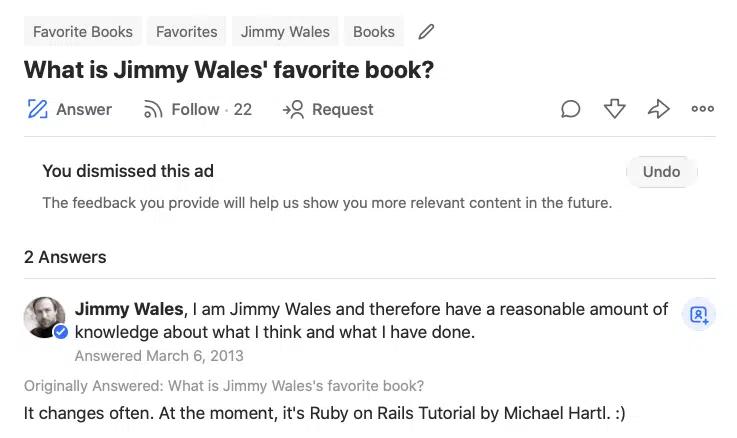 Favorite Books Favorites Jimmy Wales Books
What is Jimmy Wales' favorite book?
Answer Follow · 22 Request
You dismissed this ad
Undo
The feedback you provide will help us show you more relevant content in the future.
2 Answers
Jimmy Wales, I am Jimmy Wales and therefore have a reasonable amount of
knowledge about what I think and what I have done.
Answered March 6, 2013
Originally Answered: What is Jimmy Wales's favorite book?
It changes often. At the moment, it's Ruby on Rails Tutorial by Michael Hartl. :)